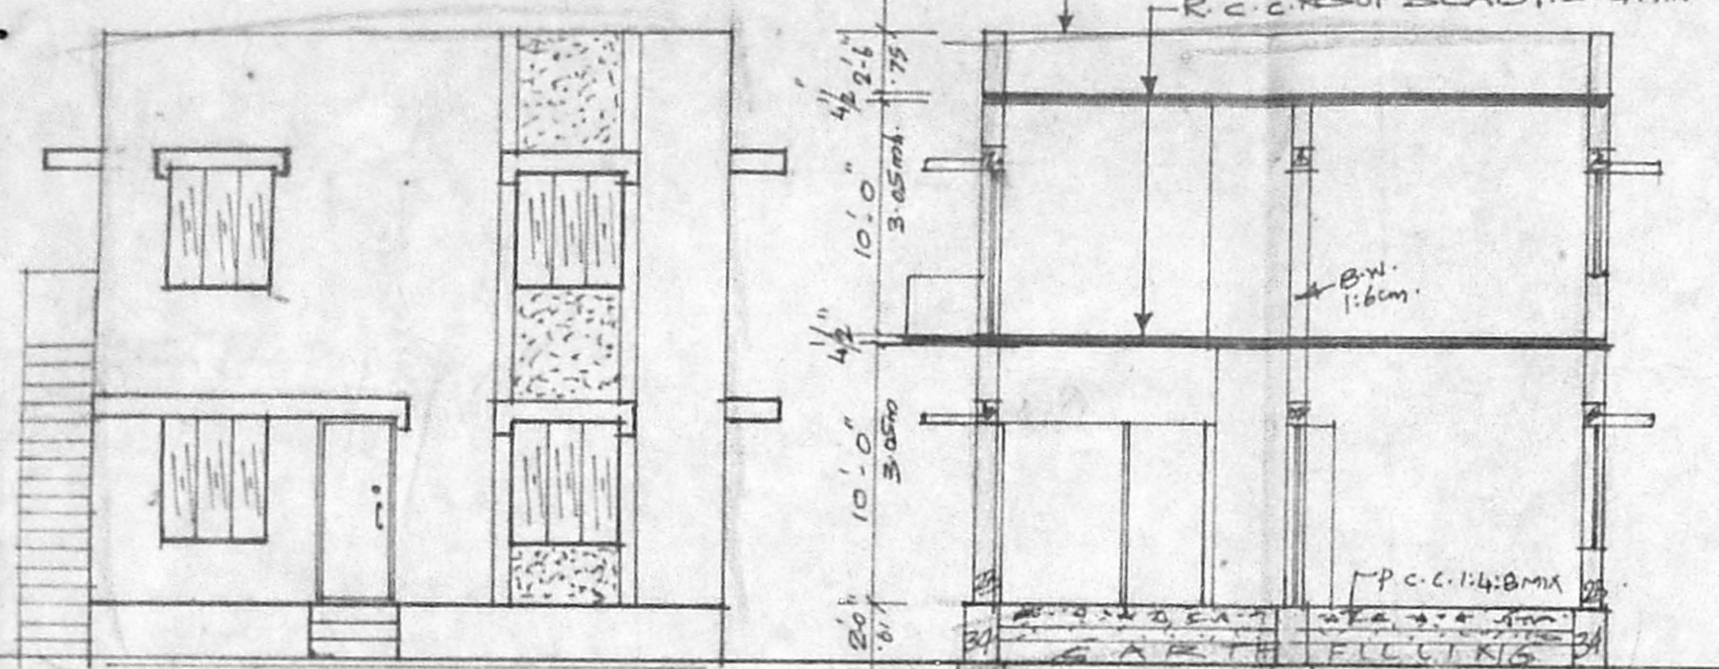 R.C.C. ROOF SLAB
2'-6"
.75
4½"
10'-0"
3.05m.
B.W.
1:6cm.
4½"
10'-0"
3.05m
P.C.C. 1:4:8 MIX
2'0"
.61
EARTH FILLING